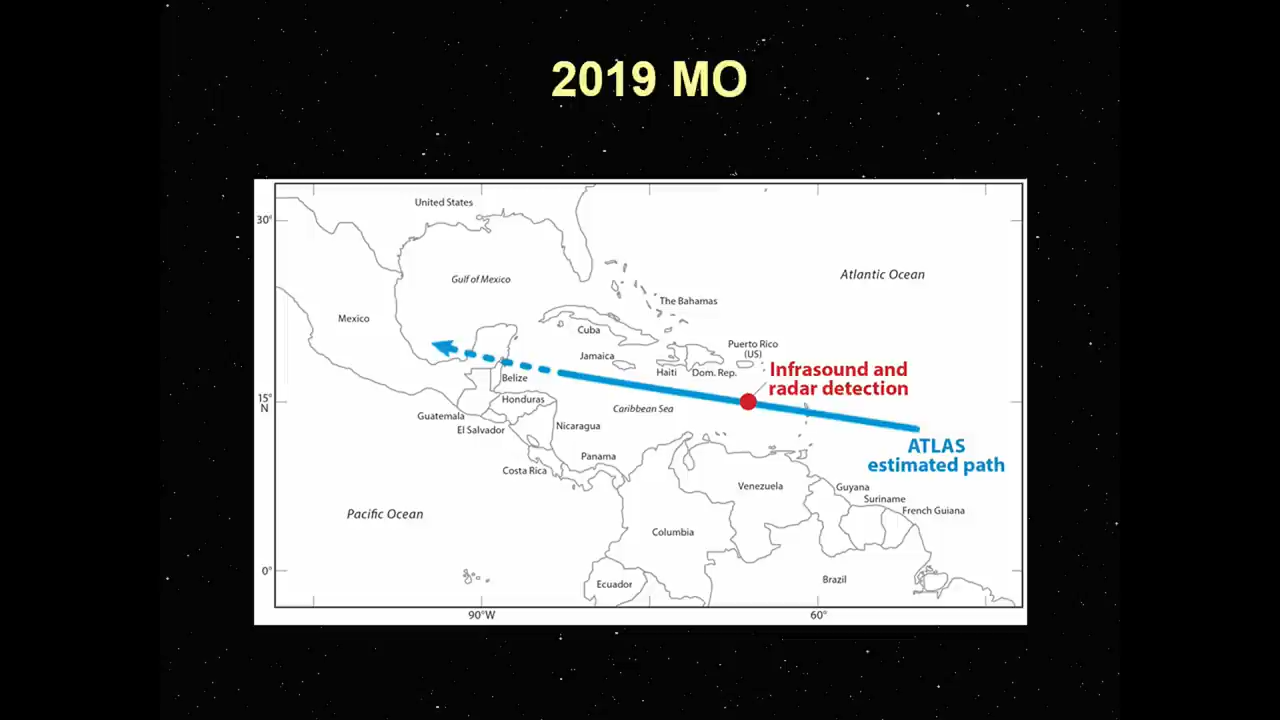 2019 MO
United States
30°
Atlantic Ocean
Gulf of Mexico
The Bahamas
Mexico
Cuba
Puerto Rico
(US)
Jamaica
Haiti
Dom. Rep.
Infrasound and
radar detection
Belize
15°
N
Honduras
Caribbean Sea
Guatemala
Nicaragua
El Salvador
ATLAS
estimated path
Panama
Costa Rica
Venezuela
Guyana
Suriname
French Guiana
Pacific Ocean
Columbia
0°
Ecuador
Brazil
90°W
60°